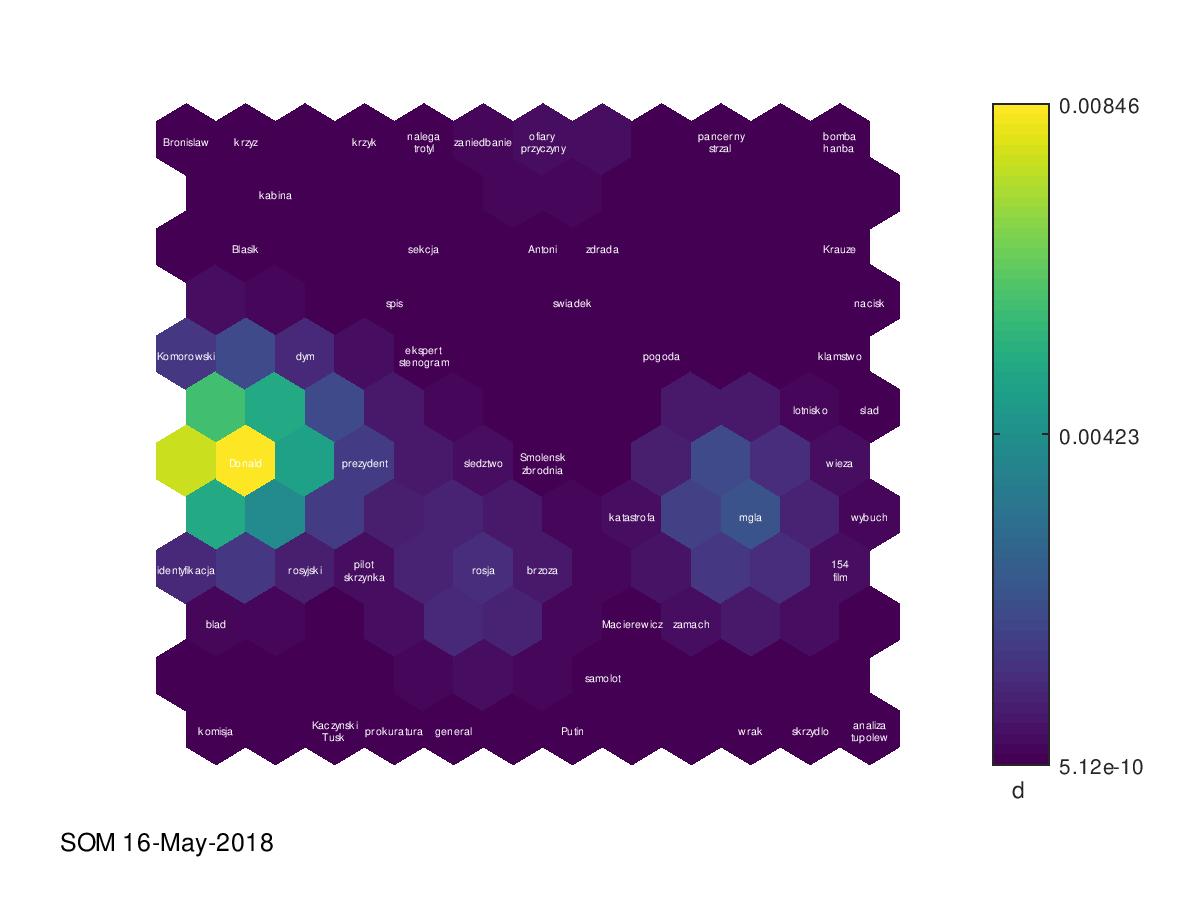 0.00846
Bronislaw krzyz krzyk nalega zaniedbanie ofiary pancerny bomba
trotyl przyczyny strzal hanba
kabina
Blasik sekcja Antoni zdrada Krauze
spis swiadek nacisk
Komorowski dym ekspert pogoda klamstwo
stenogram
lotnisko slad
0.00423
Donald prezydent sledztwo Smolensk wieza
zbrodnia
katastrofa mgla wybuch
identyfikacja rosyjski pilot rosja brzoza 154
skrzynka film
blad Macierewicz zamach
samolot
komisja Kaczynski prokuratura general Putin wrak skrzydlo analiza
Tusk tupolew
5.12e-10
d
SOM 16-May-2018